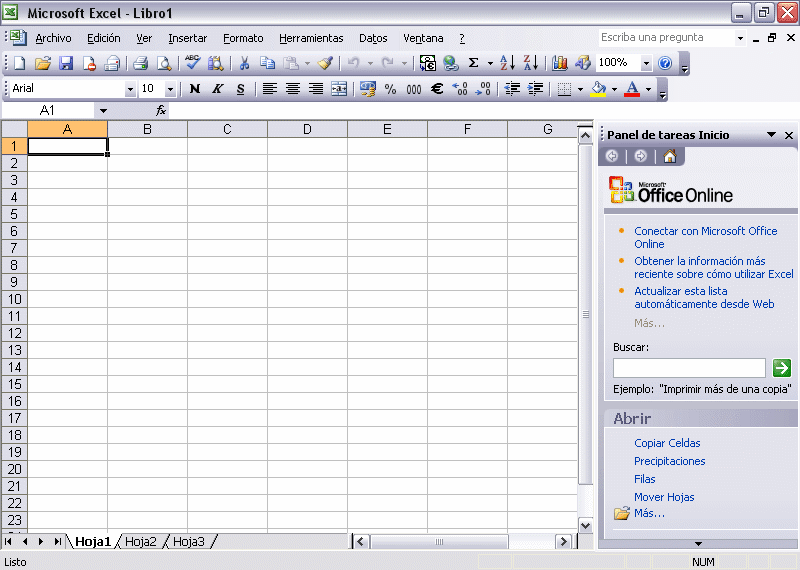 Microsoft Excel - Libro1
Archivo Edición Ver Insertar Formato Herramientas Datos Ventana ? Escriba una pregunta
ABC Σ A Z Z A 100% ?
Arial 10 N K S % 000 € ,00 A
A1 fx
A B C D E F G
1
2
3
4
5
6
7
8
9
10
11
12
13
14
15
16
17
18
19
20
21
22
23
Panel de tareas Inicio
Microsoft
Office Online
Conectar con Microsoft Office
Online
Obtener la información más
reciente sobre cómo utilizar Excel
Actualizar esta lista
automáticamente desde Web
Más...
Buscar:
Ejemplo: "Imprimir más de una copia"
Abrir
Copiar Celdas
Precipitaciones
Filas
Mover Hojas
Más...
Hoja1 Hoja2 Hoja3
Listo NUM